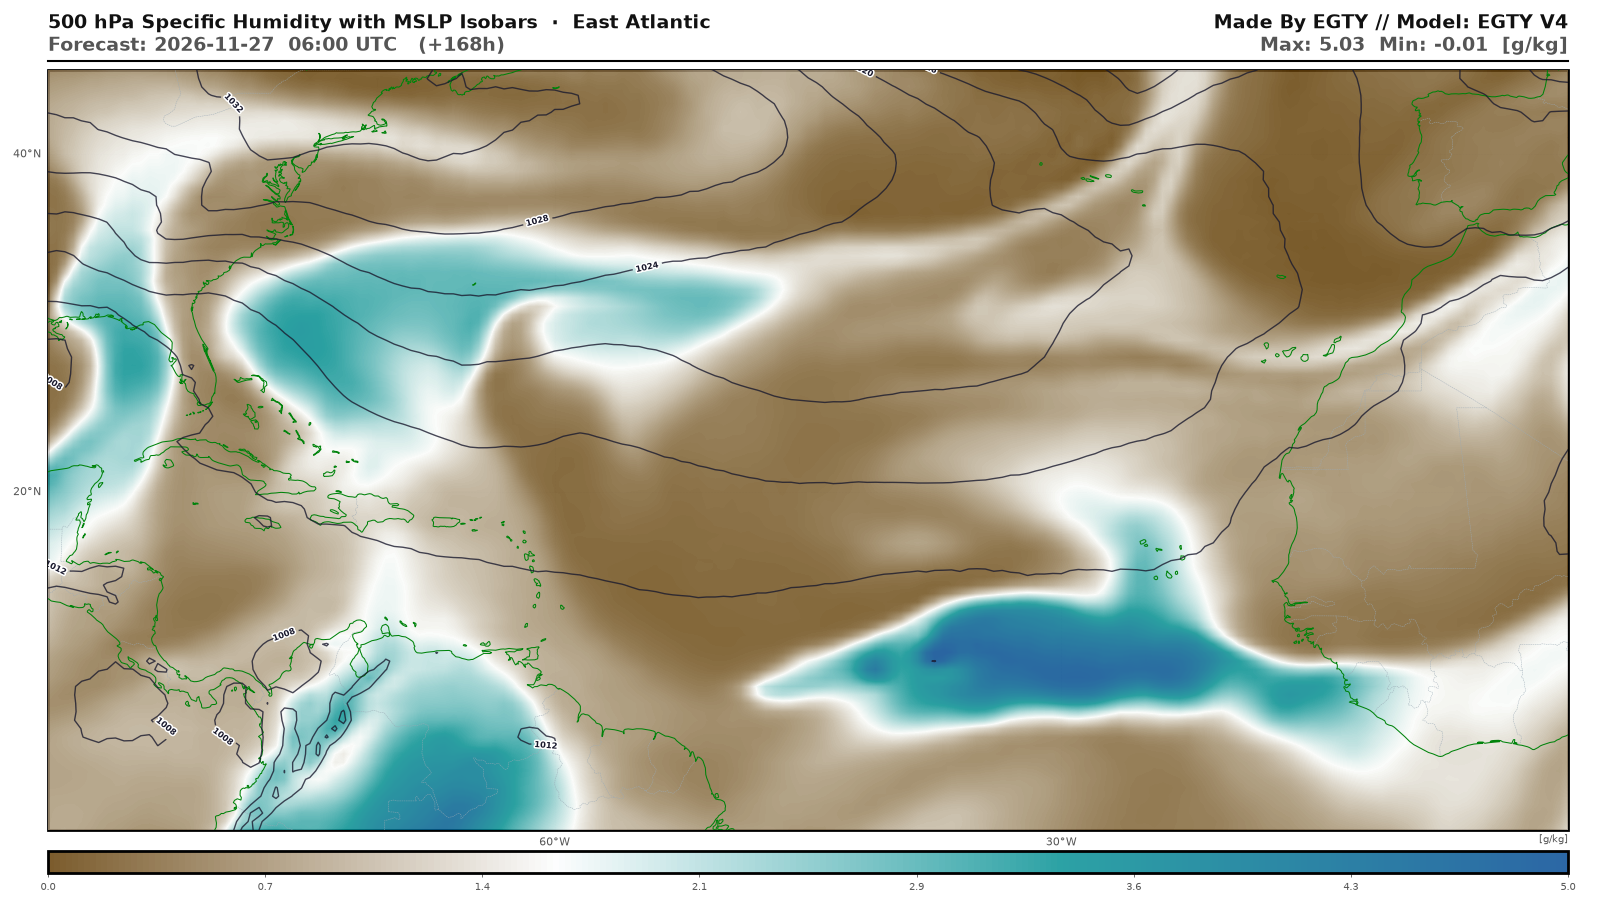 500 hPa Specific Humidity with MSLP Isobars · East Atlantic
Made By EGTY // Model: EGTY V4
Forecast: 2026-11-27 06:00 UTC (+168h)
Max: 5.03 Min: -0.01 [g/kg]
1032
40°N
1028
1024
008
20°N
1012
1008
1008
1008
1012
60°W
30°W
[g/kg]
0.0
0.7
1.4
2.1
2.9
3.6
4.3
5.0